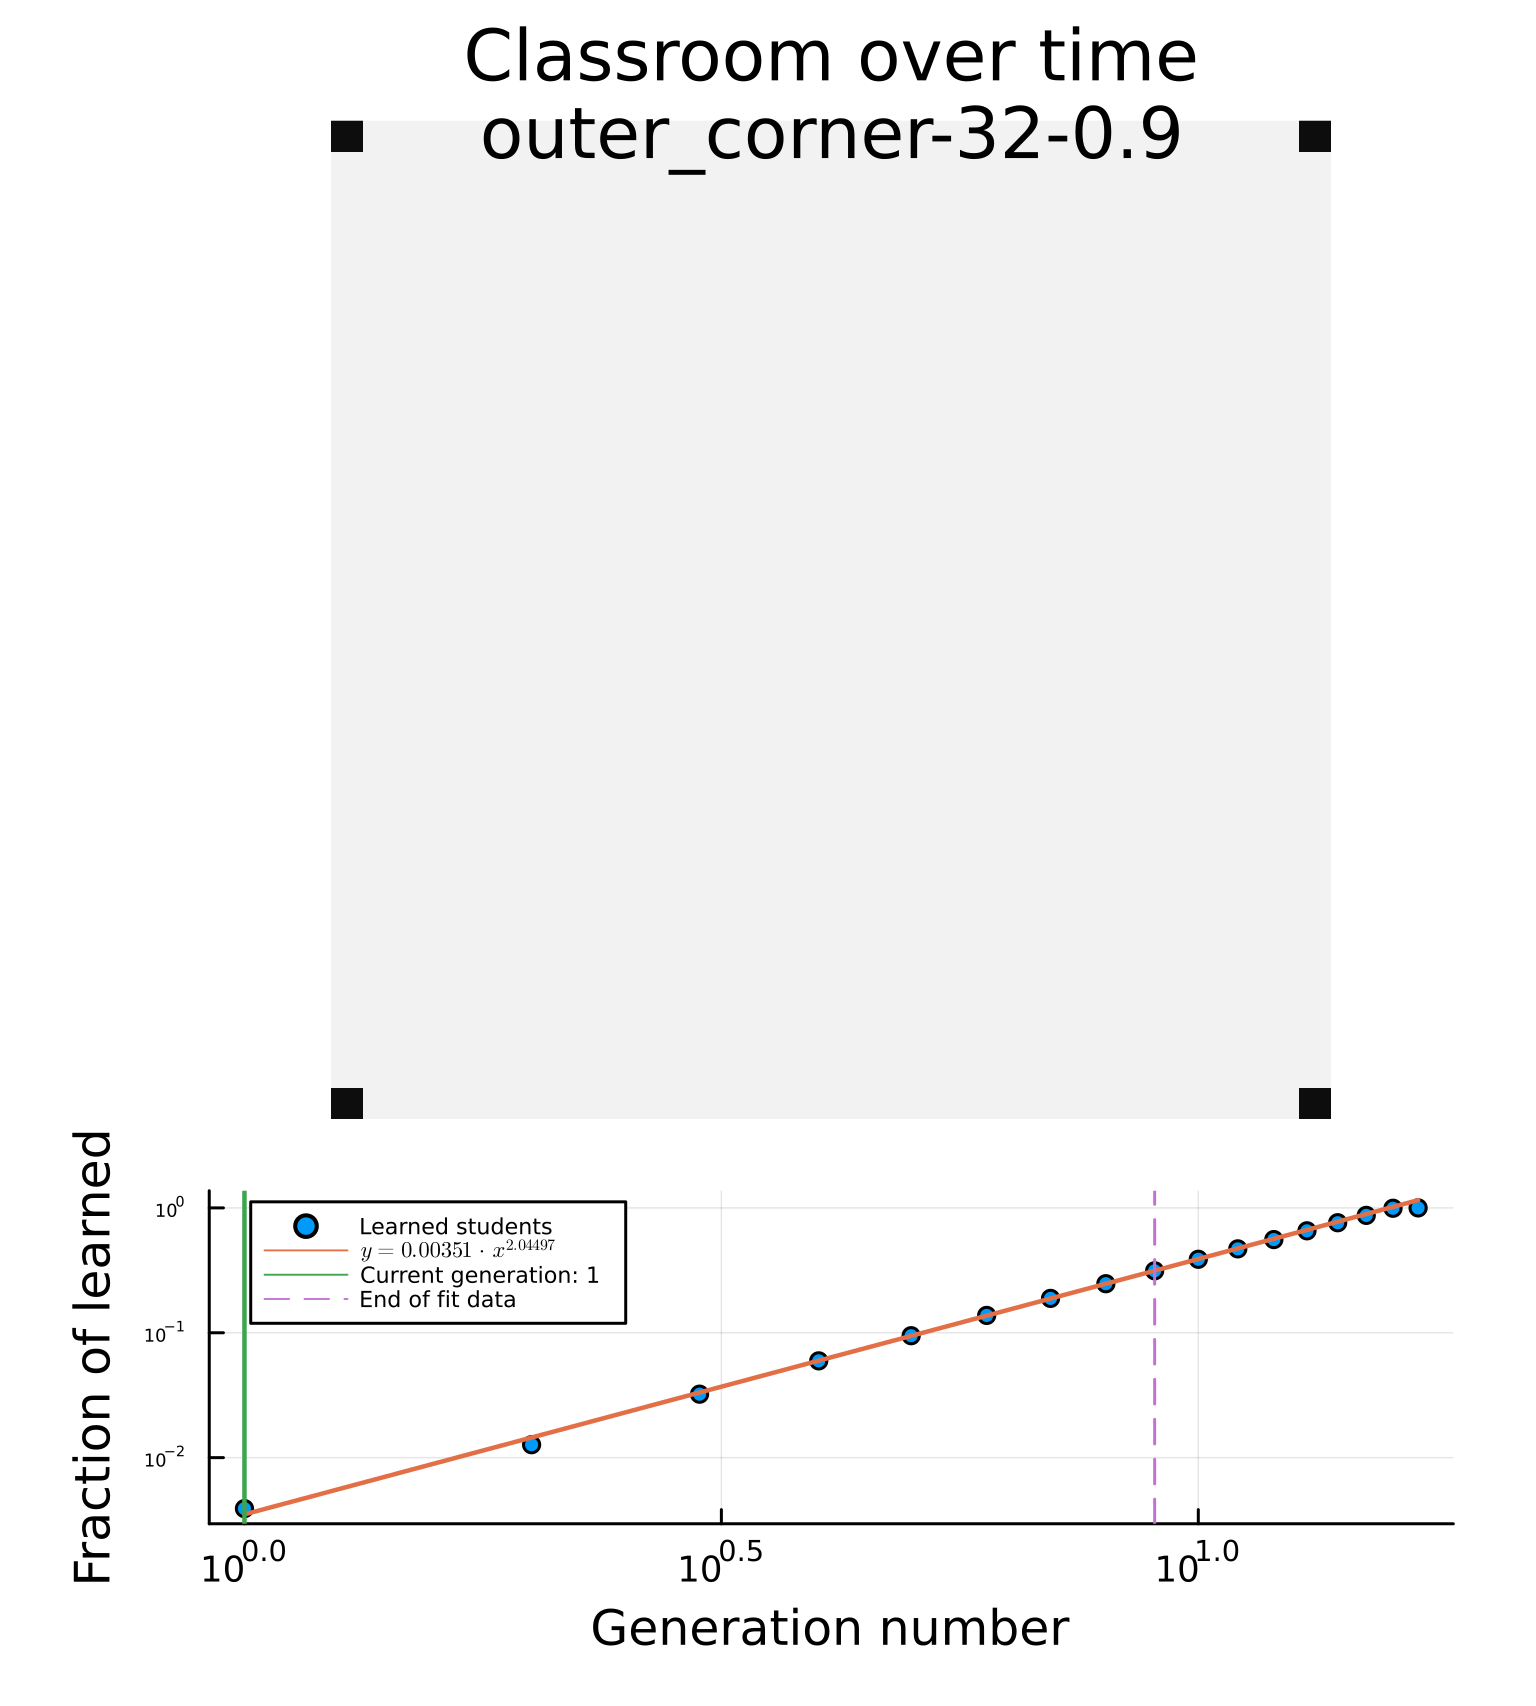 Classroom over time
outer_corner-32-0.9
Fraction of learned
10^0
10^-1
10^-2
Learned students
y = 0.00351 · x^2.04497
Current generation: 1
End of fit data
10^0.0
10^0.5
10^1.0
Generation number